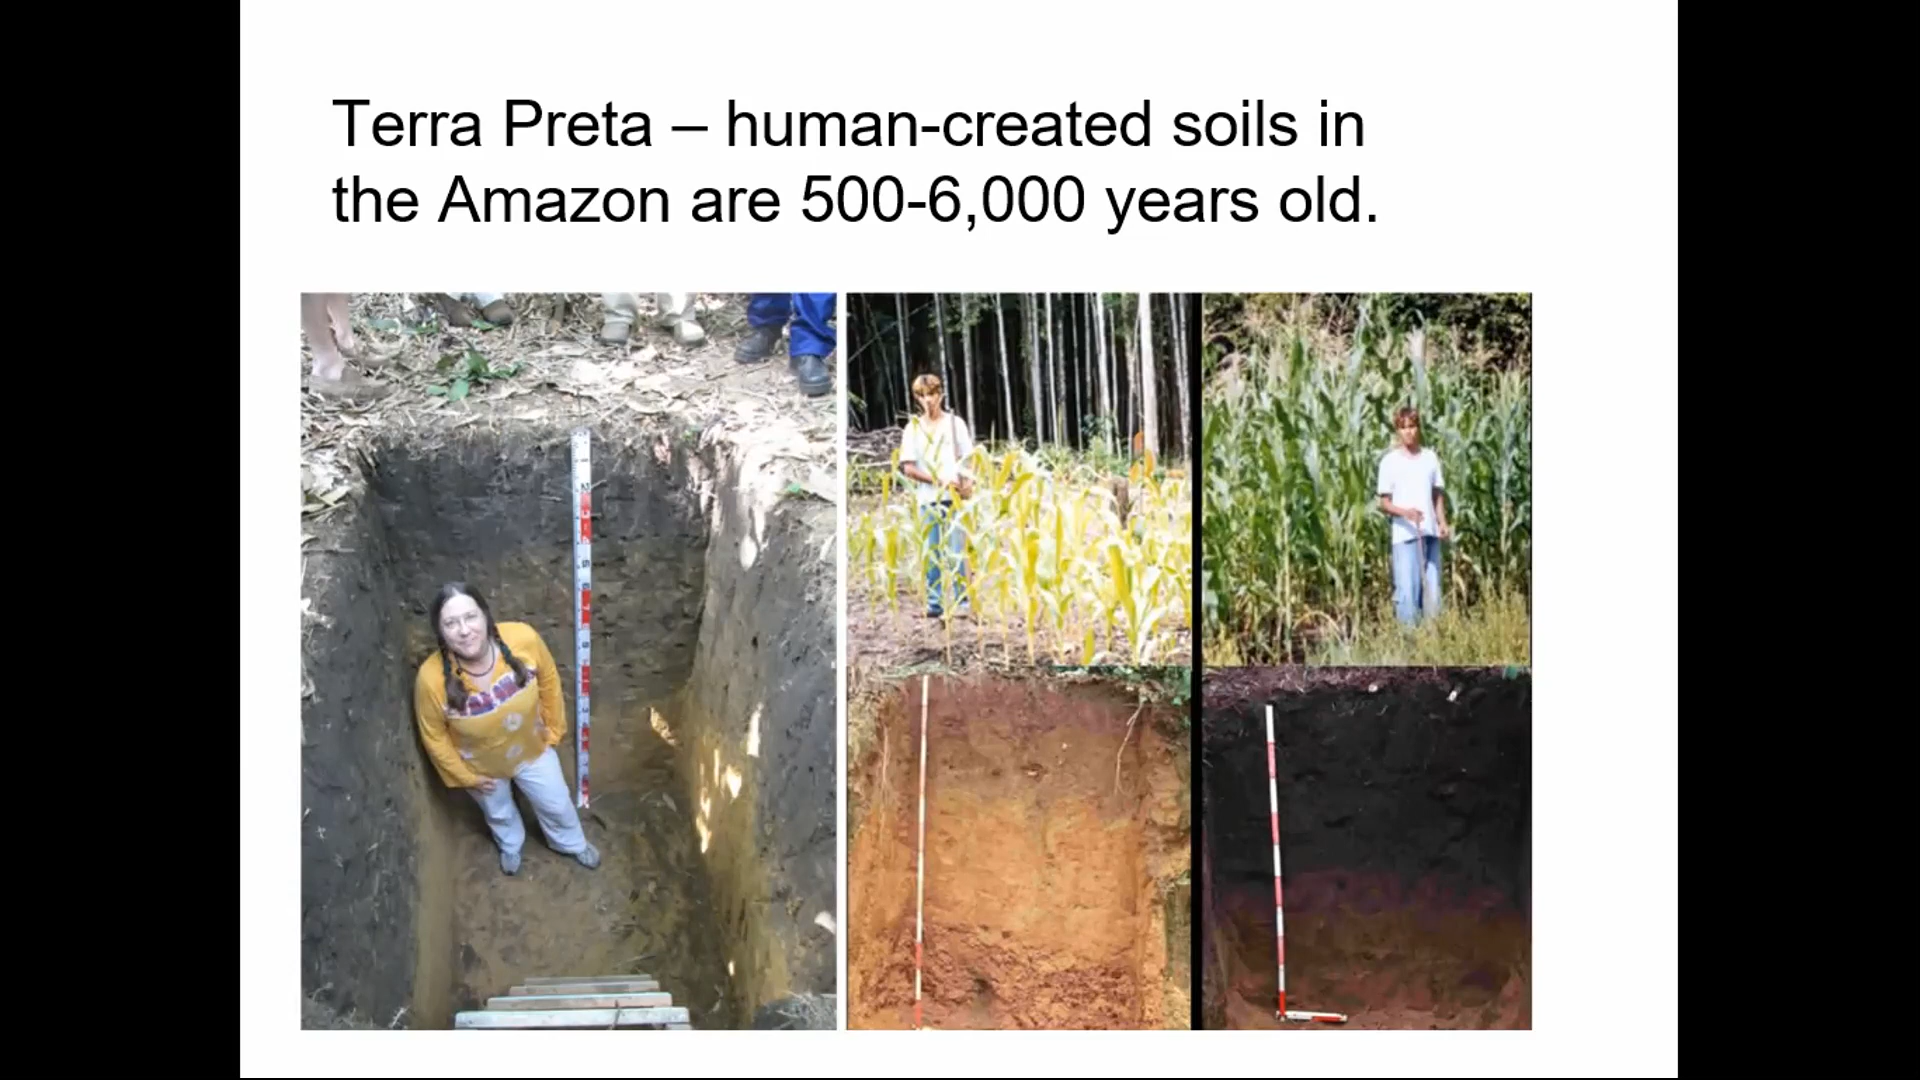 Terra Preta – human-created soils in
the Amazon are 500-6,000 years old.